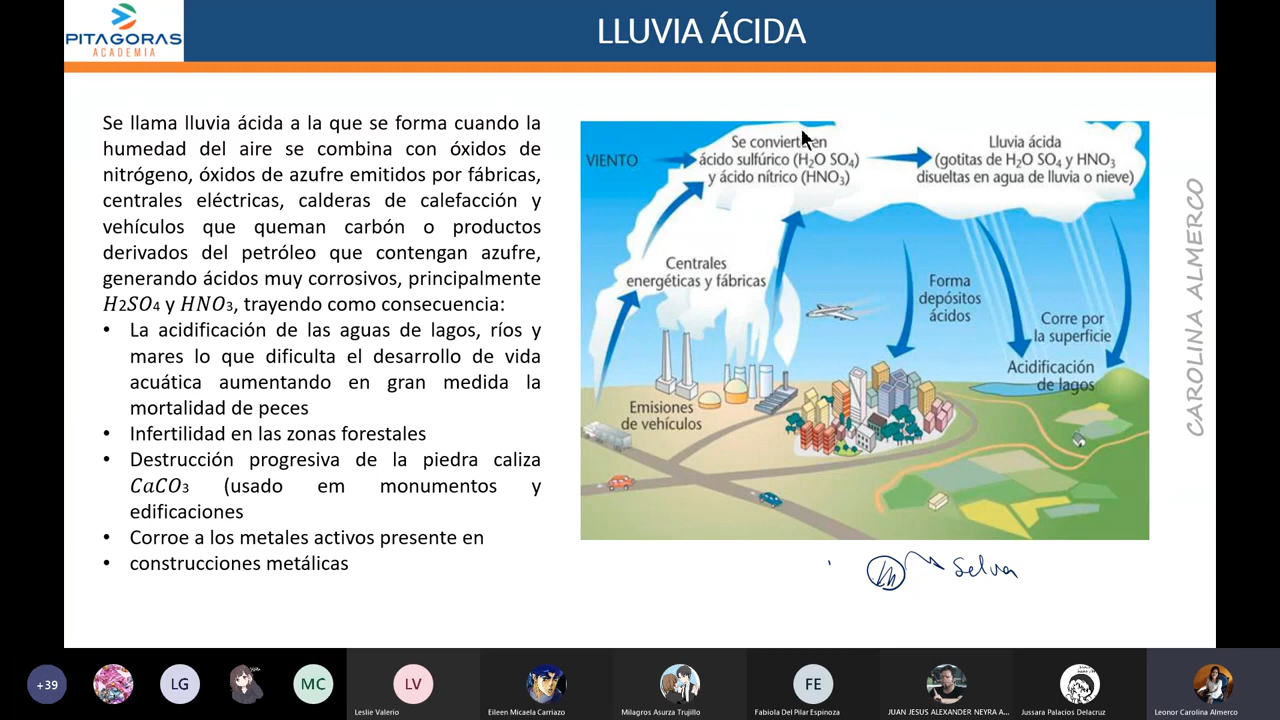 PITAGORAS
ACADEMIA
LLUVIA ÁCIDA
Se llama lluvia ácida a la que se forma cuando la
humedad del aire se combina con óxidos de
nitrógeno, óxidos de azufre emitidos por fábricas,
centrales eléctricas, calderas de calefacción y
vehículos que queman carbón o productos
derivados del petróleo que contengan azufre,
generando ácidos muy corrosivos, principalmente
H2SO4 y HNO3, trayendo como consecuencia:
• La acidificación de las aguas de lagos, ríos y
mares lo que dificulta el desarrollo de vida
acuática aumentando en gran medida la
mortalidad de peces
• Infertilidad en las zonas forestales
• Destrucción progresiva de la piedra caliza
CaCO3 (usado em monumentos y
edificaciones
• Corroe a los metales activos presente en
• construcciones metálicas
VIENTO
Se convierte en
ácido sulfúrico (H2O SO4)
y ácido nítrico (HNO3)
Lluvia ácida
(gotitas de H2O SO4 y HNO3
disueltas en agua de lluvia o nieve)
Centrales
energéticas y fábricas
Forma
depósitos
ácidos
Corre por
la superficie
Acidificación
de lagos
Emisiones
de vehículos
Selva
CAROLINA ALMERCO
+39
LG
MC
LV
Leslie Valerio
Eileen Micaela Carriazo
Milagros Asurza Trujillo
FE
Fabiola Del Pilar Espinoza
JUAN JESUS ALEXANDER NEYRA A...
Jussara Palacios Delacruz
Leonor Carolina Almerco